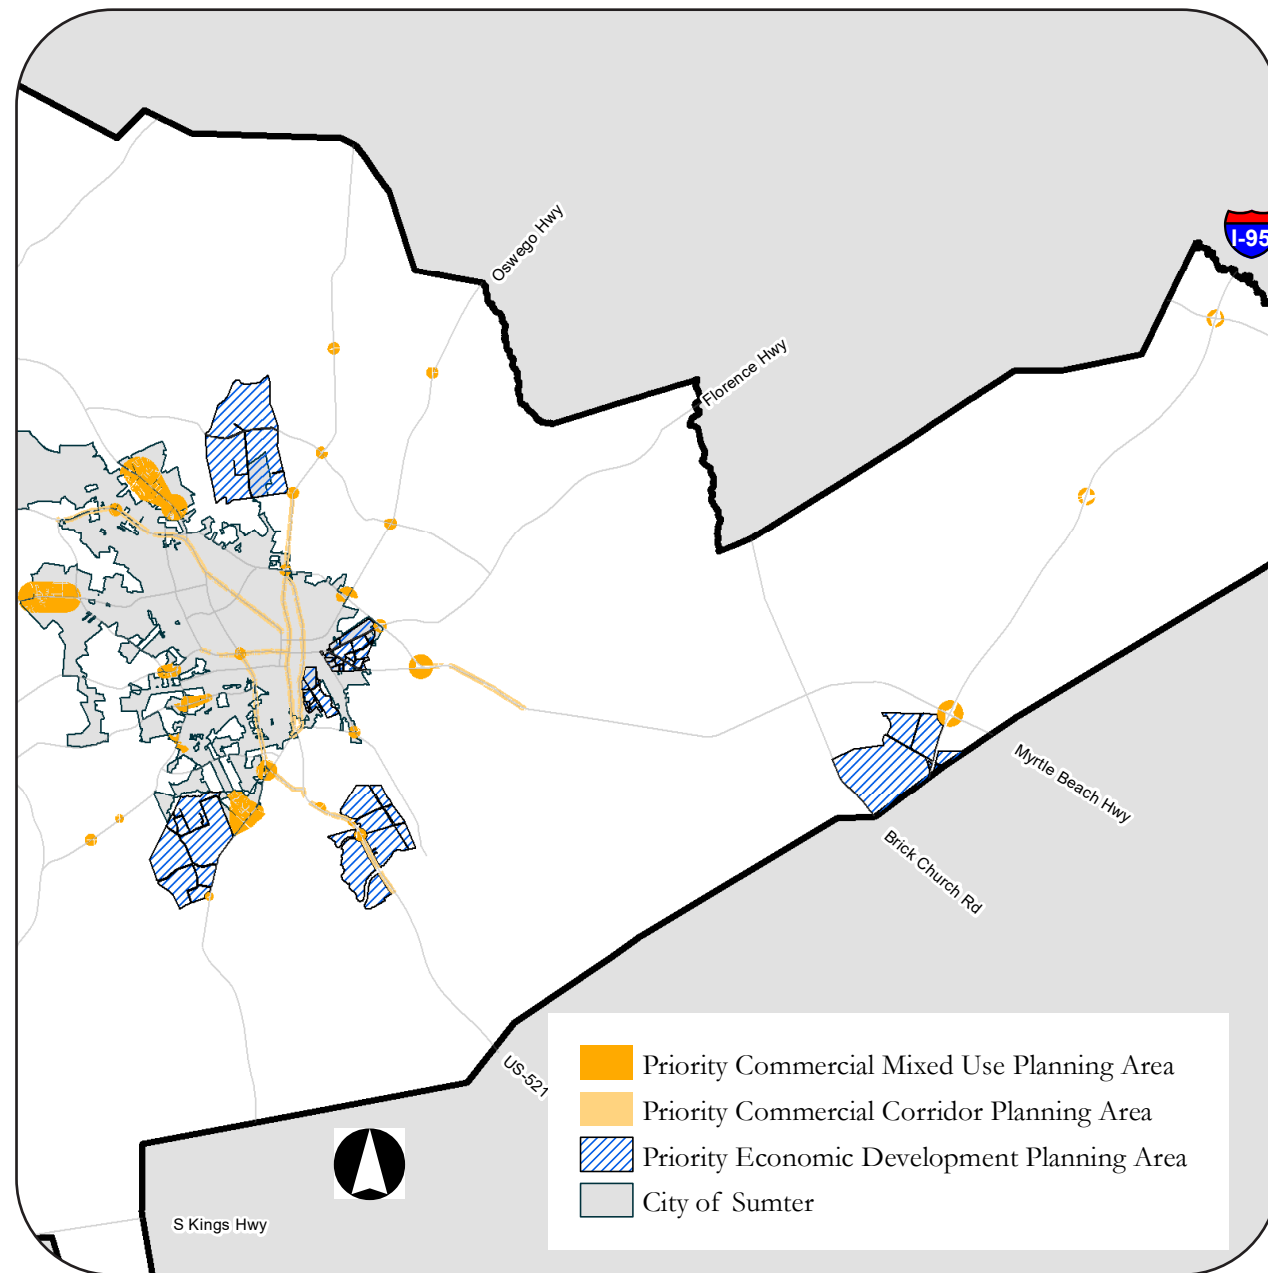 Oswego Hwy
I-95
Florence Hwy
Myrtle Beach Hwy
Brick Church Rd
US-521
S Kings Hwy
Priority Commercial Mixed Use Planning Area
Priority Commercial Corridor Planning Area
Priority Economic Development Planning Area
City of Sumter